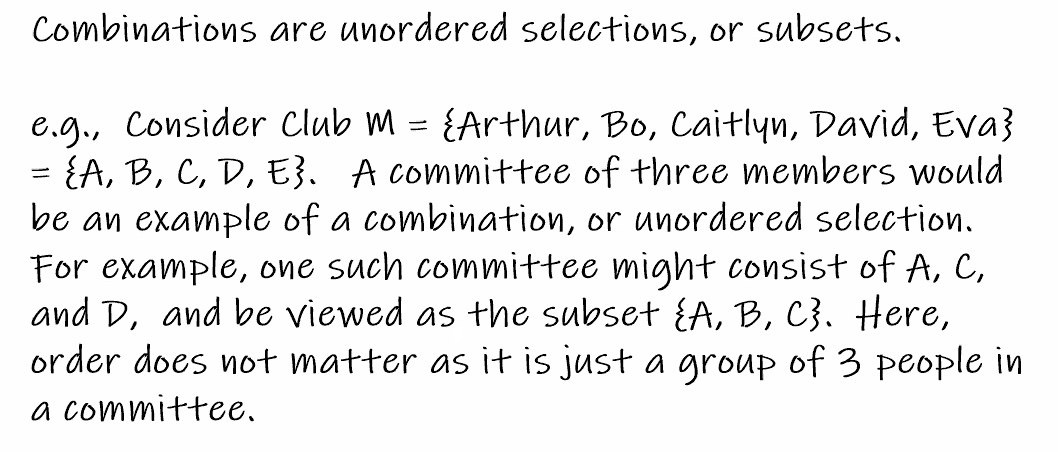 Combinations are unordered selections, or subsets.
e.g., Consider Club M = {Arthur, Bo, Caitlyn, David, Eva}
= {A, B, C, D, E}. A committee of three members would
be an example of a combination, or unordered selection.
For example, one such committee might consist of A, C,
and D, and be viewed as the subset {A, B, C}. Here,
order does not matter as it is just a group of 3 people in
a committee.